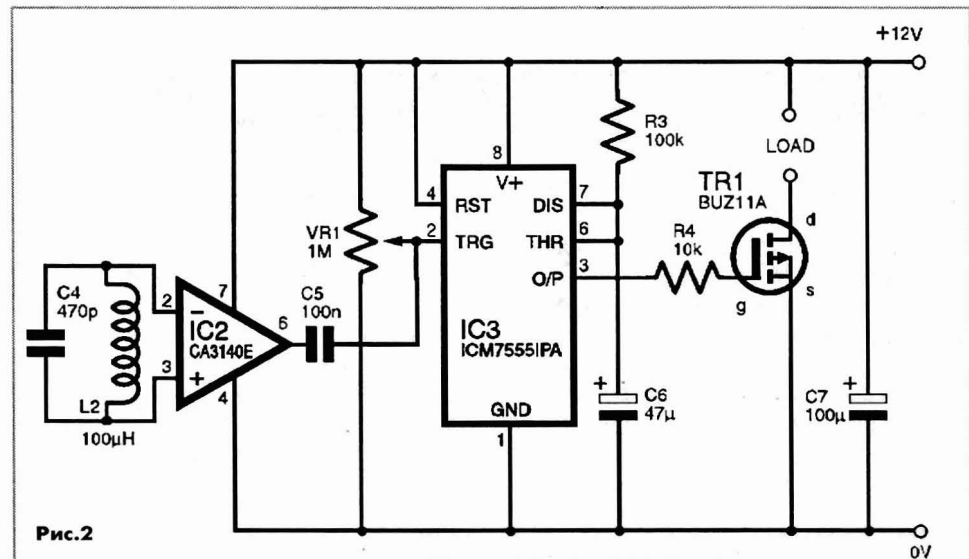 +12V
R3
100k
LOAD
8
V+
TR1
BUZ11A
4
RST
DIS
7
VR1
1M
2
TRG
THR
6
R4
10k
d
O/P
3
C4
470p
2
7
C5
100n
g
s
−
IC2
CA3140E
6
IC3
ICM7555IPA
3
+
4
L2
100µH
GND
1
+
C6
47µ
+
C7
100µ
Рис.2
0V